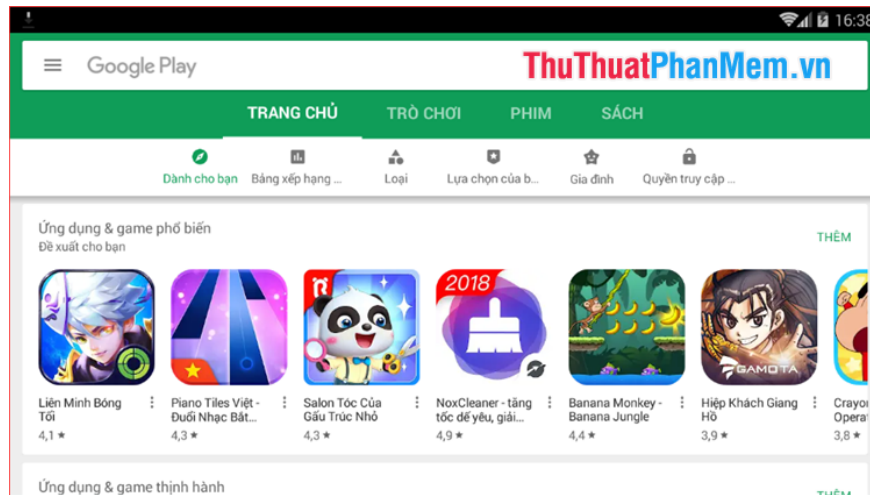 16:38
Google Play
ThuThuatPhanMem.vn
TRANG CHỦ
TRÒ CHƠI
PHIM
SÁCH
Dành cho bạn
Bảng xếp hạng ...
Loại
Lựa chọn của b...
Gia đình
Quyền truy cập ...
Ứng dụng & game phổ biến
Đề xuất cho bạn
THÊM
2018
GAMOTA
Liên Minh Bóng
Tối
4,1 ★
Piano Tiles Việt -
Đuổi Nhạc Bắt...
4,3 ★
Salon Tóc Của
Gấu Trúc Nhỏ
4,3 ★
NoxCleaner - tăng
tốc dế yêu, giải...
4,9 ★
Banana Monkey -
Banana Jungle
4,4 ★
Hiệp Khách Giang
Hồ
3,9 ★
Crayo
Opera
3,8 ★
Ứng dụng & game thịnh hành
THÊM